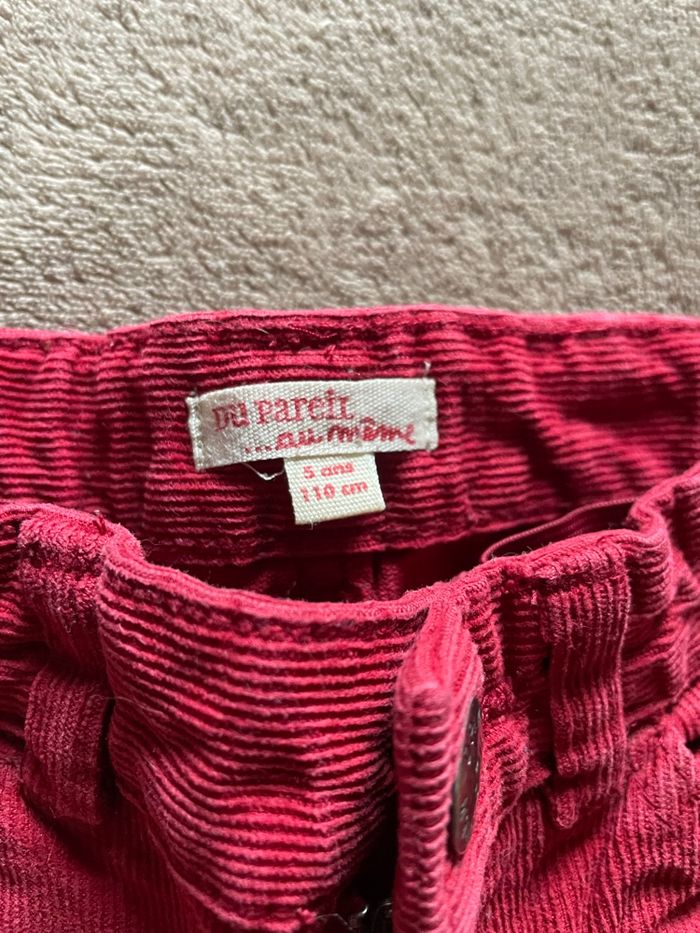 DU PAREIL
...au même
5 ans
110 cm